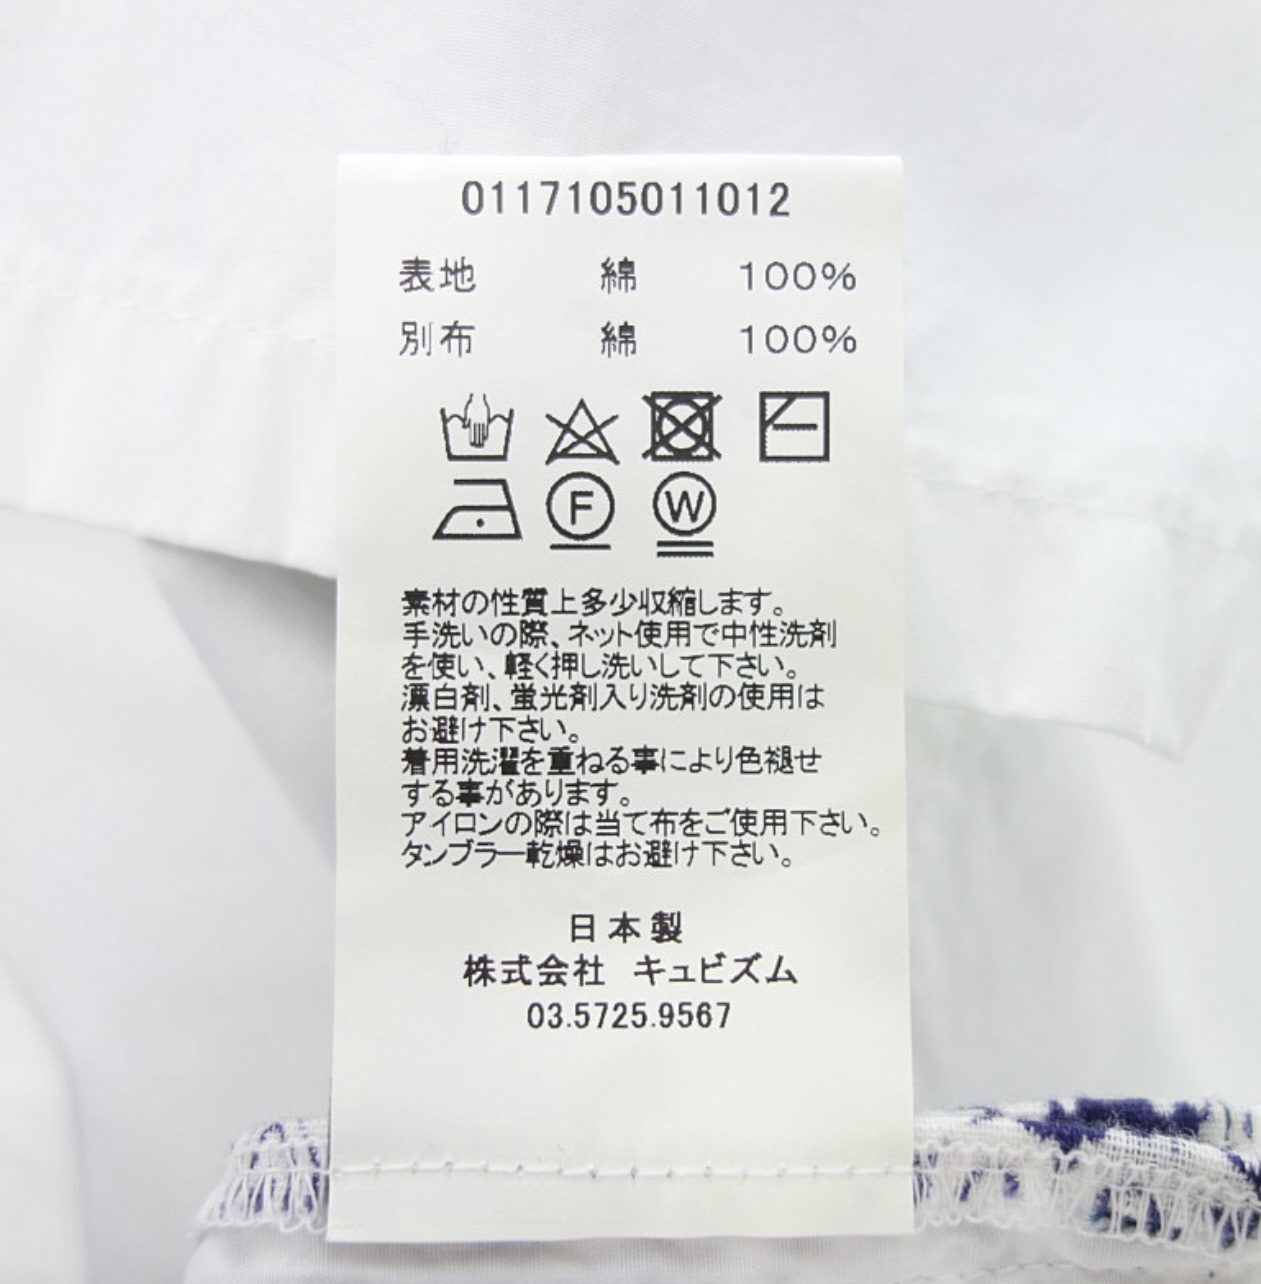 0117105011012
表地 綿 100%
別布 綿 100%
F W
素材の性質上多少収縮します。
手洗いの際、ネット使用で中性洗剤
を使い、軽く押し洗いして下さい。
漂白剤、蛍光剤入り洗剤の使用は
お避け下さい。
着用洗濯を重ねる事により色褪せ
する事があります。
アイロンの際は当て布をご使用下さい。
タンブラー乾燥はお避け下さい。
日本製
株式会社 キュビズム
03.5725.9567